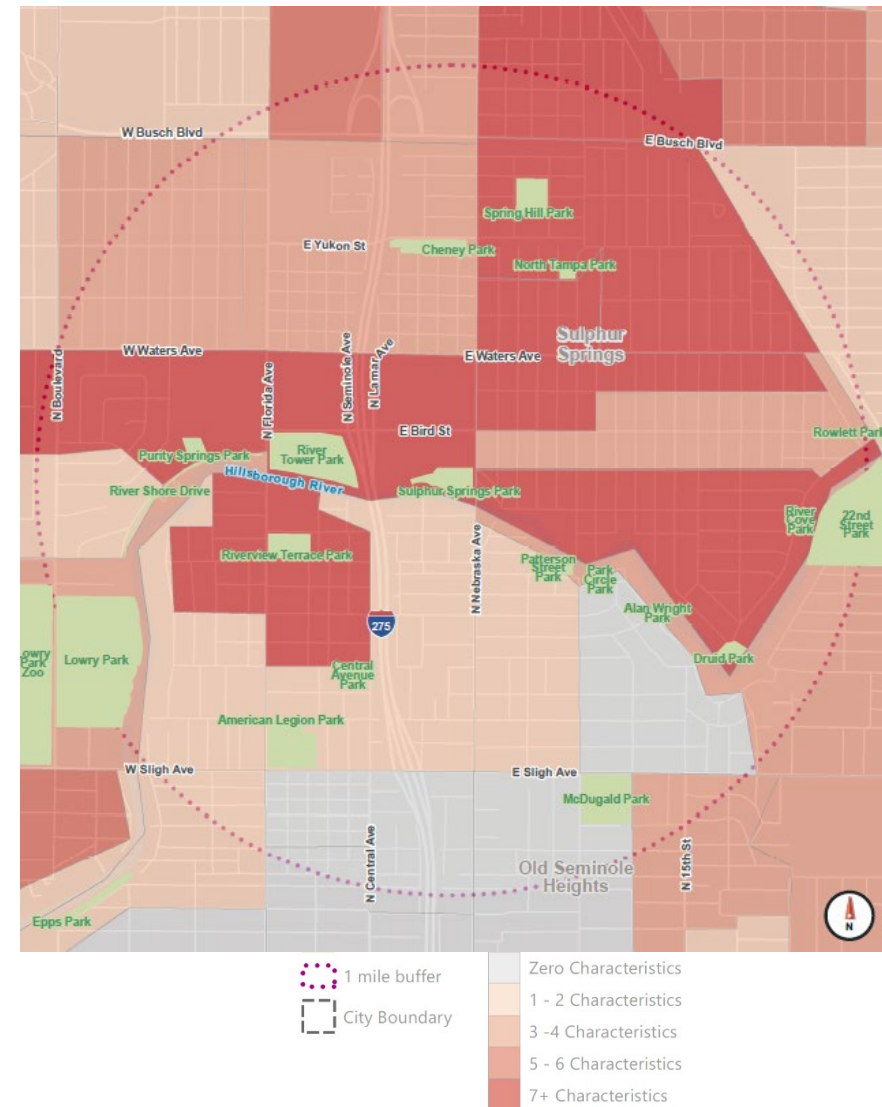 W Busch Blvd
E Busch Blvd
Spring Hill Park
E Yukon St
Cheney Park
North Tampa Park
Sulphur
Springs
N Boulevard
W Waters Ave
N Florida Ave
N Seminole Ave
N Lamar Ave
E Waters Ave
E Bird St
Rowlett Park
Purity Springs Park
River
Tower Park
Hillsborough River
River Shore Drive
Sulphur Springs Park
River
Cove
Park
22nd
Street
Park
Riverview Terrace Park
N Nebraska Ave
Patterson
Street
Park
Park
Circle
Park
Alan Wright
Park
275
owry
Park
Zoo
Lowry Park
Central
Avenue
Park
Druid Park
American Legion Park
W Sligh Ave
E Sligh Ave
McDugald Park
N Central Ave
Old Seminole
Heights
N 15th St
Epps Park
N
1 mile buffer
City Boundary
Zero Characteristics
1 - 2 Characteristics
3 -4 Characteristics
5 - 6 Characteristics
7+ Characteristics